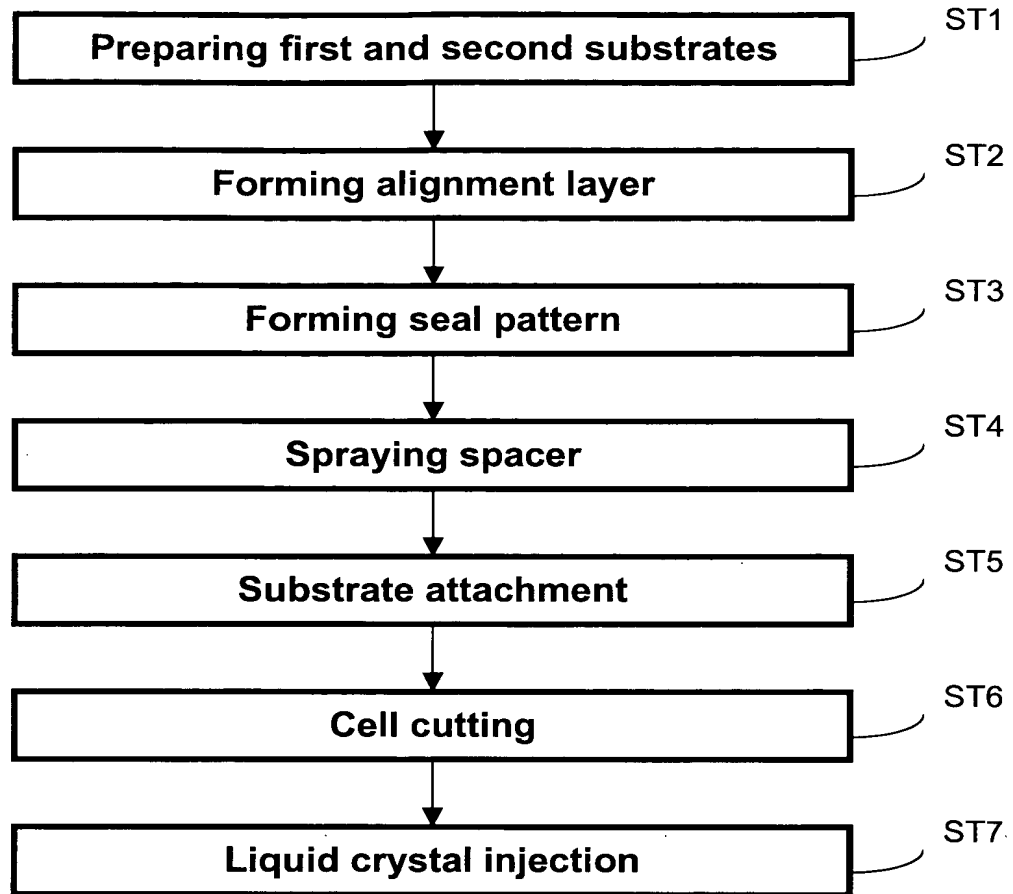 ST1
Preparing first and second substrates
ST2
Forming alignment layer
ST3
Forming seal pattern
ST4
Spraying spacer
ST5
Substrate attachment
ST6
Cell cutting
ST7
Liquid crystal injection